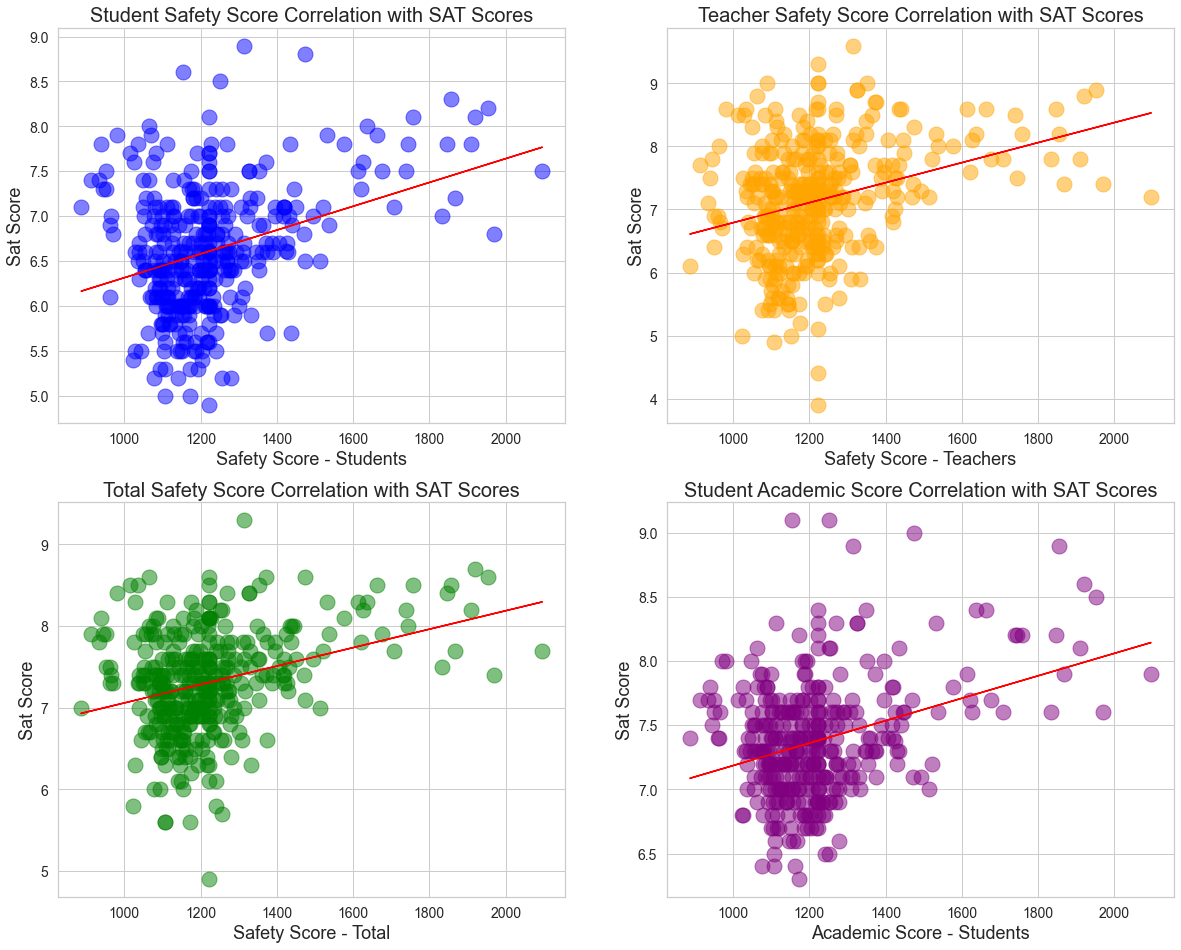 Student Safety Score Correlation with SAT Scores
Sat Score
9.0
8.5
8.0
7.5
7.0
6.5
6.0
5.5
5.0
1000 1200 1400 1600 1800 2000
Safety Score - Students
Teacher Safety Score Correlation with SAT Scores
Sat Score
9
8
7
6
5
4
1000 1200 1400 1600 1800 2000
Safety Score - Teachers
Total Safety Score Correlation with SAT Scores
Sat Score
9
8
7
6
5
1000 1200 1400 1600 1800 2000
Safety Score - Total
Student Academic Score Correlation with SAT Scores
Sat Score
9.0
8.5
8.0
7.5
7.0
6.5
1000 1200 1400 1600 1800 2000
Academic Score - Students